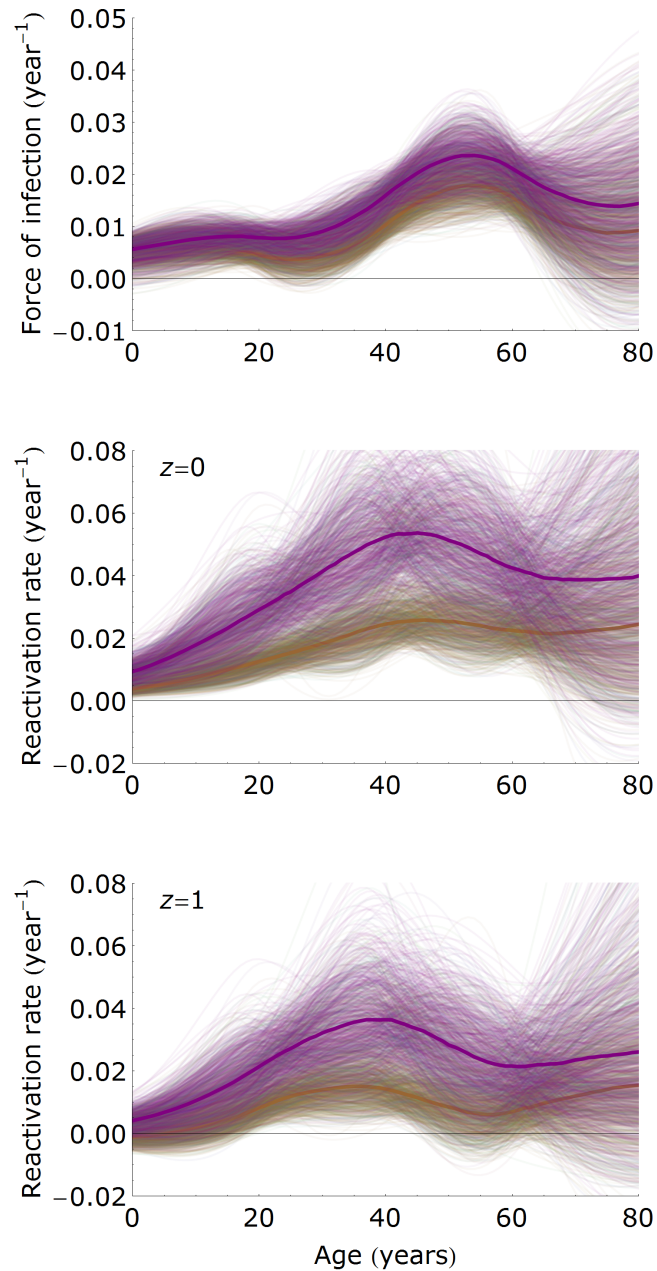 Force of infection (year⁻¹)
0.05
0.04
0.03
0.02
0.01
0.00
−0.01
0 20 40 60 80
Reactivation rate (year⁻¹)
z=0
0.08
0.06
0.04
0.02
0.00
−0.02
0 20 40 60 80
Reactivation rate (year⁻¹)
z=1
0.08
0.06
0.04
0.02
0.00
−0.02
0 20 40 60 80
Age (years)